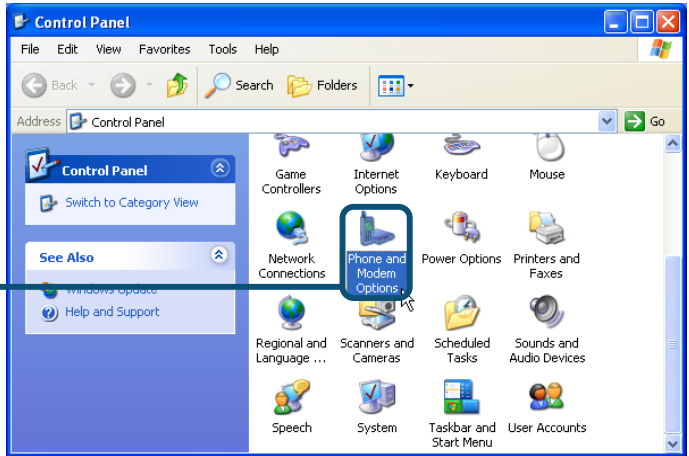 Control Panel
File Edit View Favorites Tools Help
Back Search Folders
Address Control Panel Go
Control Panel
Switch to Category View
See Also
Windows Update
Help and Support
Game Controllers
Internet Options
Keyboard
Mouse
Network Connections
Phone and Modem Options
Power Options
Printers and Faxes
Regional and Language ...
Scanners and Cameras
Scheduled Tasks
Sounds and Audio Devices
Speech
System
Taskbar and Start Menu
User Accounts